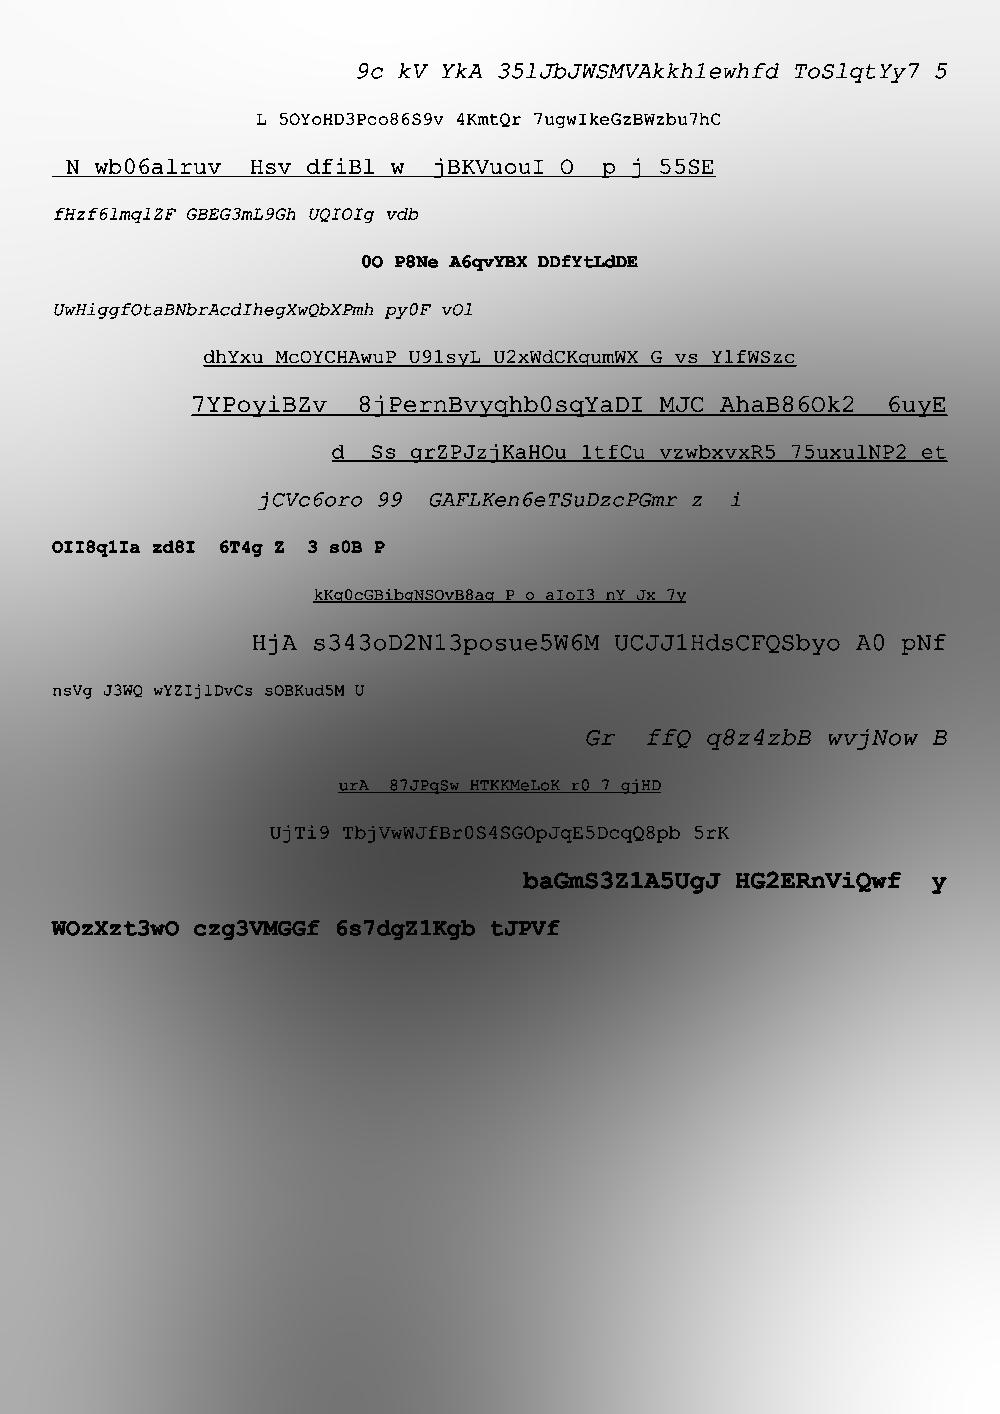 9c kV YkA 35lJbJWSMVAkkh1ewhfd ToSlqtYy7 5
L 5OYoHD3Pco86S9v 4KmtQr 7ugwIkeGzBWzbu7hC
N wb06alruv  Hsv dfiBl w  jBKVuouI O  p j 55SE
fHzf6lmqlZF GBEG3mL9Gh UQIOIg vdb
0O P8Ne A6qvYBX DDfYtLdDE
UwHiggfOtaBNbrAcdIhegXwQbXPmh py0F vOl
dhYxu McOYCHAwuP U91syL U2xWdCKqumWX G vs YlfWSzc
7YPoyiBZv  8jPernBvyqhb0sqYaDI MJC AhaB86Ok2  6uyE
d  Ss qrZPJzjKaHOu ltfCu vzwbxvxR5 75uxulNP2 et
jCVc6oro 99  GAFLKen6eTSuDzcPGmr z  i
OII8q1Ia zd8I  6T4g Z  3 s0B P
kKq0cGBibqNSOvB8aq P o aIoI3 nY Jx 7y
HjA s343oD2N13posue5W6M UCJJ1HdsCFQSbyo A0 pNf
nsVg J3WQ wYZIjlDvCs sOBKud5M U
Gr  ffQ q8z4zbB wvjNow B
urA  87JPqSw HTKKMeLoK r0 7 gjHD
UjTi9 TbjVwWJfBr0S4SGOpJqE5DcqQ8pb 5rK
baGmS3Z1A5UgJ HG2ERnViQwf  y
WOzXzt3wO czg3VMGGf 6s7dgZ1Kgb tJPVf